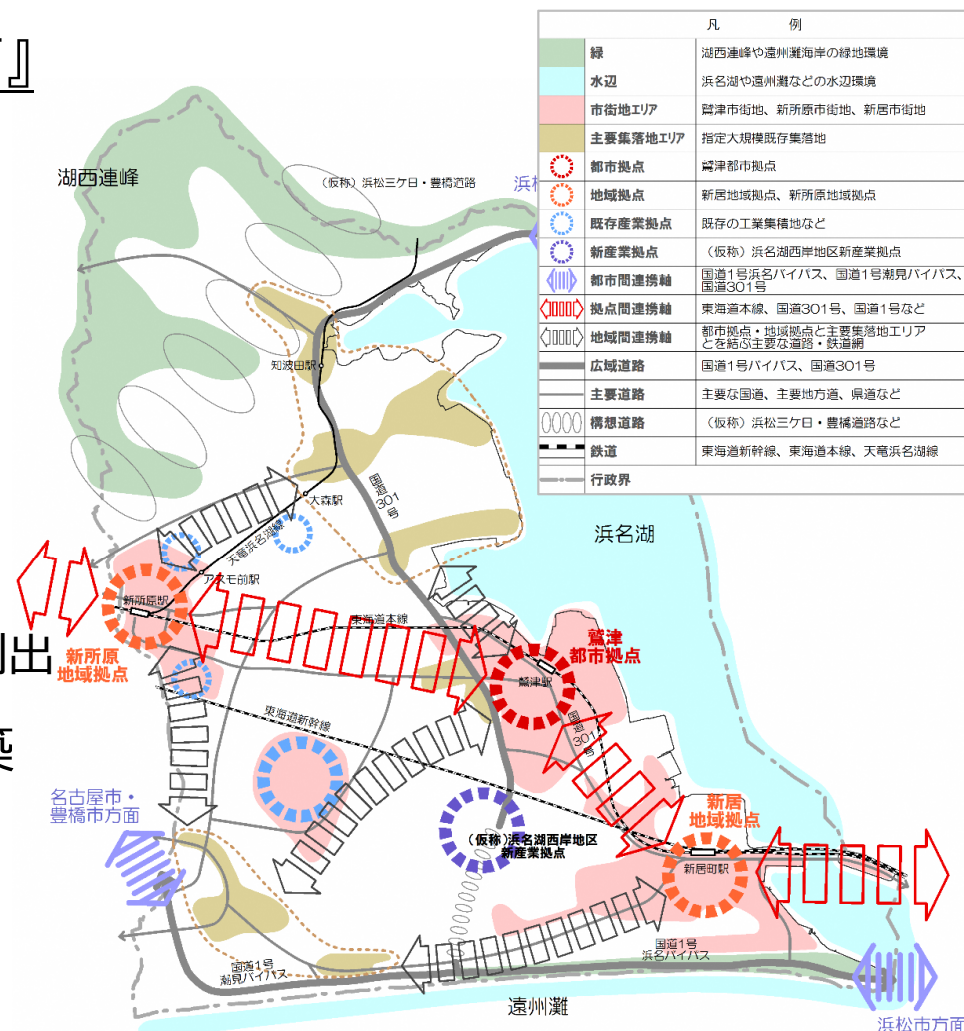 』
凡 例
緑 湖西連峰や遠州灘海岸の緑地環境
水辺 浜名湖や遠州灘などの水辺環境
市街地エリア 鷲津市街地、新所原市街地、新居市街地
主要集落地エリア 指定大規模既存集落地
都市拠点 鷲津都市拠点
地域拠点 新居地域拠点、新所原地域拠点
既存産業拠点 既存の工業集積地など
新産業拠点 （仮称）浜名湖西岸地区新産業拠点
都市間連携軸 国道1号浜名バイパス、国道1号潮見バイパス、
国道301号
拠点間連携軸 東海道本線、国道301号、国道1号など
地域間連携軸 都市拠点・地域拠点と主要集落地エリア
とを結ぶ主要な道路・鉄道網
広域道路 国道1号バイパス、国道301号
主要道路 主要な国道、主要地方道、県道など
構想道路 （仮称）浜松三ケ日・豊橋道路など
鉄道 東海道新幹線、東海道本線、天竜浜名湖線
行政界
湖西連峰
（仮称）浜松三ケ日・豊橋道路
浜
知波田駅
大森駅
国道301号
天竜浜名湖線
浜名湖
アスモ前駅
新所原駅
東海道本線
出
新所原
地域拠点
鷲津
都市拠点
鷲津駅
国道301号
東海道新幹線
築
名古屋市・
豊橋市方面
新居
地域拠点
（仮称）浜名湖西岸地区
新産業拠点
新居町駅
国道1号
浜名バイパス
国道1号
潮見バイパス
遠州灘
浜松市方面